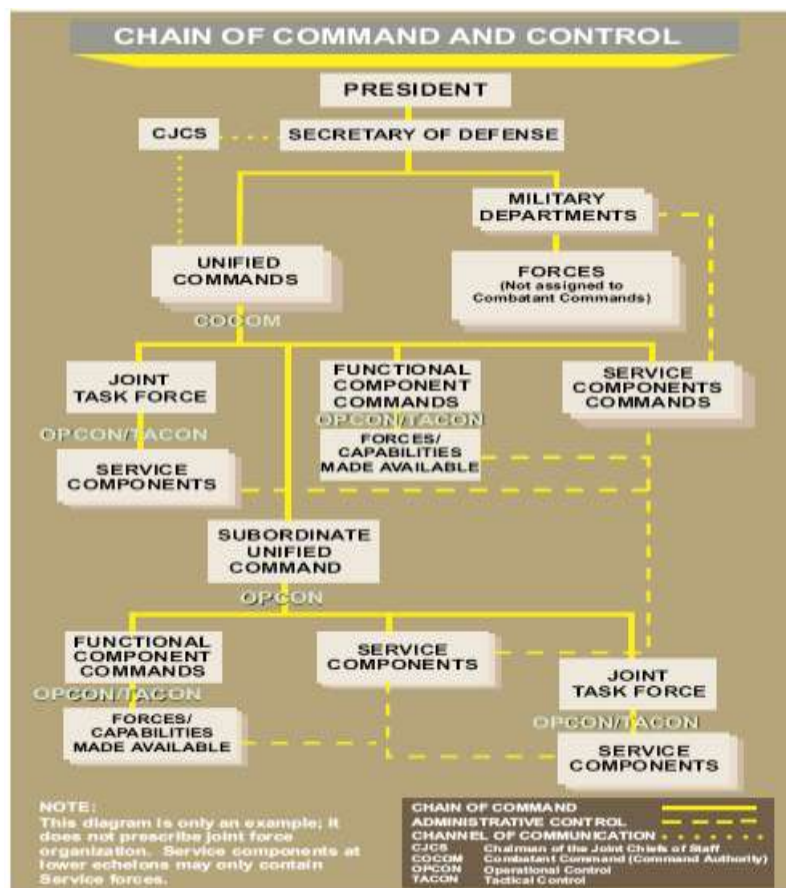 CHAIN OF COMMAND AND CONTROL
PRESIDENT
CJCS
SECRETARY OF DEFENSE
MILITARY
DEPARTMENTS
UNIFIED
COMMANDS
FORCES
(Not assigned to
Combatant Commands)
COCOM
JOINT
TASK FORCE
FUNCTIONAL
COMPONENT
COMMANDS
SERVICE
COMPONENTS
COMMANDS
OPCON/TACON
OPCON/TACON
FORCES/
CAPABILITIES
MADE AVAILABLE
SERVICE
COMPONENTS
SUBORDINATE
UNIFIED
COMMAND
OPCON
FUNCTIONAL
COMPONENT
COMMANDS
SERVICE
COMPONENTS
JOINT
TASK FORCE
OPCON/TACON
FORCES/
CAPABILITIES
MADE AVAILABLE
OPCON/TACON
SERVICE
COMPONENTS
NOTE:
This diagram is only an example; it
does not prescribe joint force
organization. Service components at
lower echelons may only contain
Service forces.
CHAIN OF COMMAND
ADMINISTRATIVE CONTROL
CHANNEL OF COMMUNICATION
CJCS Chairman of the Joint Chiefs of Staff
COCOM Combatant Command (Command Authority)
OPCON Operational Control
TACON Tactical Control